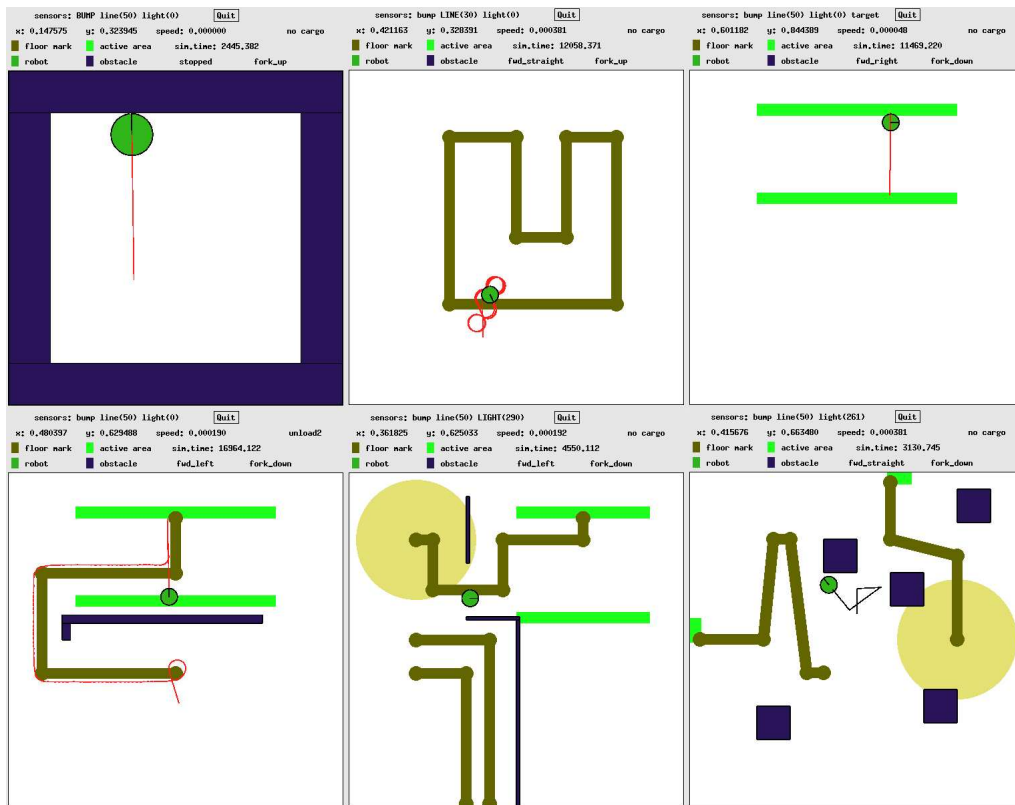 sensors: BUMP line(50) light(0) Quit
x: 0.147575 y: 0.323945 speed: 0.000000 no cargo
floor mark active area sim.time: 2445.382
robot obstacle stopped fork_up
sensors: bump LINE(30) light(0) Quit
x: 0.421163 y: 0.328391 speed: 0.000381 no cargo
floor mark active area sim.time: 12058.371
robot obstacle fwd_straight fork_up
sensors: bump line(50) light(0) target Quit
x: 0.601182 y: 0.844389 speed: 0.000048 no cargo
floor mark active area sim.time: 11469.220
robot obstacle fwd_right fork_down
sensors: bump line(50) light(0) Quit
x: 0.480397 y: 0.629488 speed: 0.000190 unload2
floor mark active area sim.time: 16964.122
robot obstacle fwd_left fork_down
sensors: bump line(50) LIGHT(290) Quit
x: 0.361825 y: 0.625033 speed: 0.000192 no cargo
floor mark active area sim.time: 4550.112
robot obstacle fwd_left fork_down
sensors: bump line(50) light(261) Quit
x: 0.415676 y: 0.663480 speed: 0.000381 no cargo
floor mark active area sim.time: 3130.745
robot obstacle fwd_straight fork_down